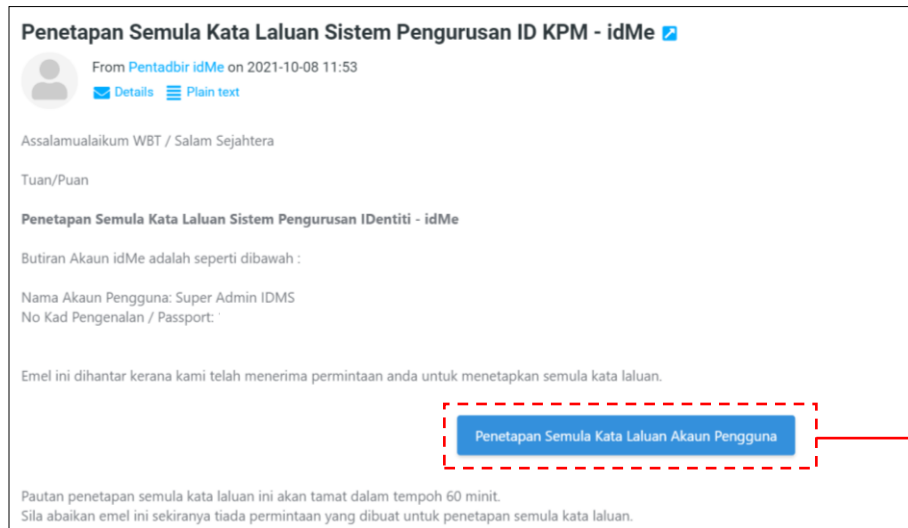 Penetapan Semula Kata Laluan Sistem Pengurusan ID KPM - idMe
From Pentadbir idMe on 2021-10-08 11:53
Details Plain text
Assalamualaikum WBT / Salam Sejahtera
Tuan/Puan
Penetapan Semula Kata Laluan Sistem Pengurusan IDentiti - idMe
Butiran Akaun idMe adalah seperti dibawah :
Nama Akaun Pengguna: Super Admin IDMS
No Kad Pengenalan / Passport:
Emel ini dihantar kerana kami telah menerima permintaan anda untuk menetapkan semula kata laluan.
Penetapan Semula Kata Laluan Akaun Pengguna
Pautan penetapan semula kata laluan ini akan tamat dalam tempoh 60 minit.
Sila abaikan emel ini sekiranya tiada permintaan yang dibuat untuk penetapan semula kata laluan.